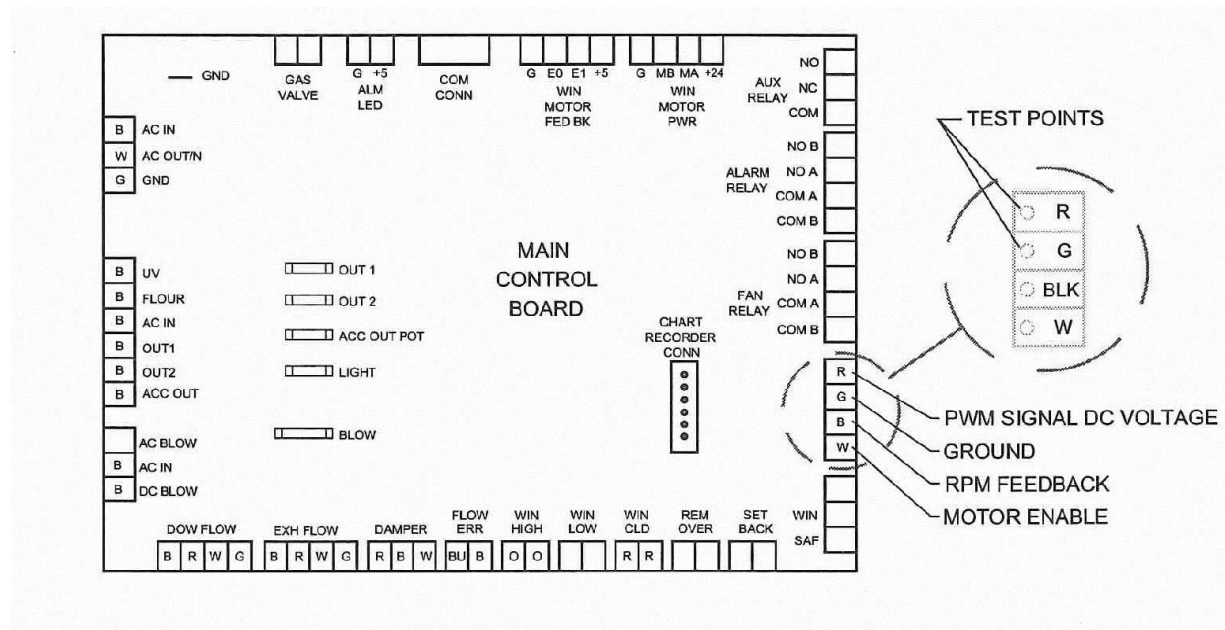 GND
GAS
VALVE
G +5
ALM
LED
COM
CONN
G E0 E1 +5
WIN
MOTOR
FED BK
G MB MA +24
WIN
MOTOR
PWR
NO
NC
COM
AUX
RELAY
NO B
NO A
COM A
COM B
ALARM
RELAY
NO B
NO A
COM A
COM B
FAN
RELAY
B AC IN
W AC OUT/N
G GND
B UV
B FLOUR
B AC IN
B OUT1
B OUT2
B ACC OUT
AC BLOW
B AC IN
B DC BLOW
OUT 1
OUT 2
ACC OUT POT
LIGHT
BLOW
MAIN
CONTROL
BOARD
CHART
RECORDER
CONN
R
G
B
W
WIN
SAF
TEST POINTS
R
G
BLK
W
PWM SIGNAL DC VOLTAGE
GROUND
RPM FEEDBACK
MOTOR ENABLE
DOW FLOW
B R W G
EXH FLOW
B R W G
DAMPER
R B W
FLOW
ERR
BU B
WIN
HIGH
O O
WIN
LOW
WIN
CLD
R R
REM
OVER
SET
BACK